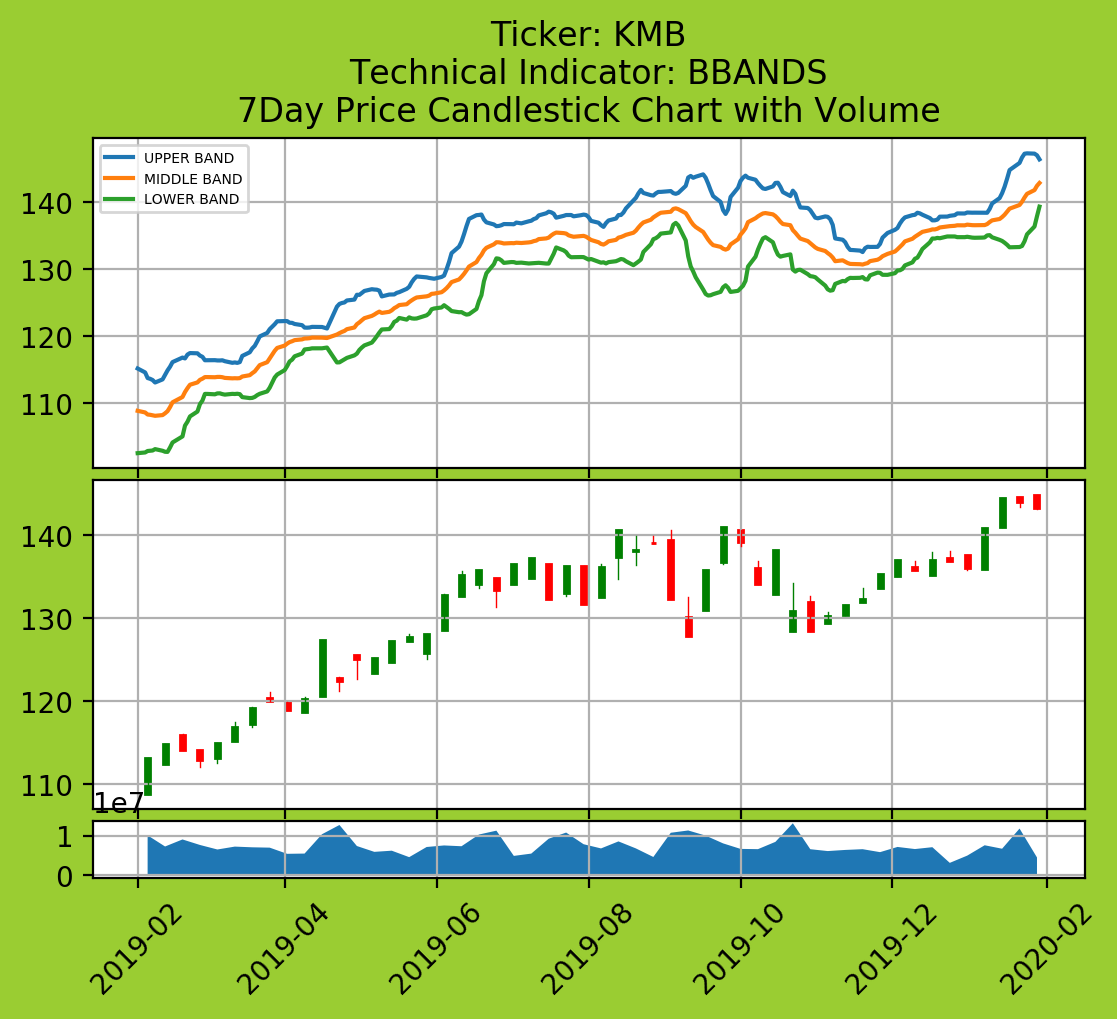 Ticker: KMB
Technical Indicator: BBANDS
7Day Price Candlestick Chart with Volume
UPPER BAND
MIDDLE BAND
LOWER BAND
140
130
120
110
140
130
120
110
1e7
1
0
2019-02
2019-04
2019-06
2019-08
2019-10
2019-12
2020-02